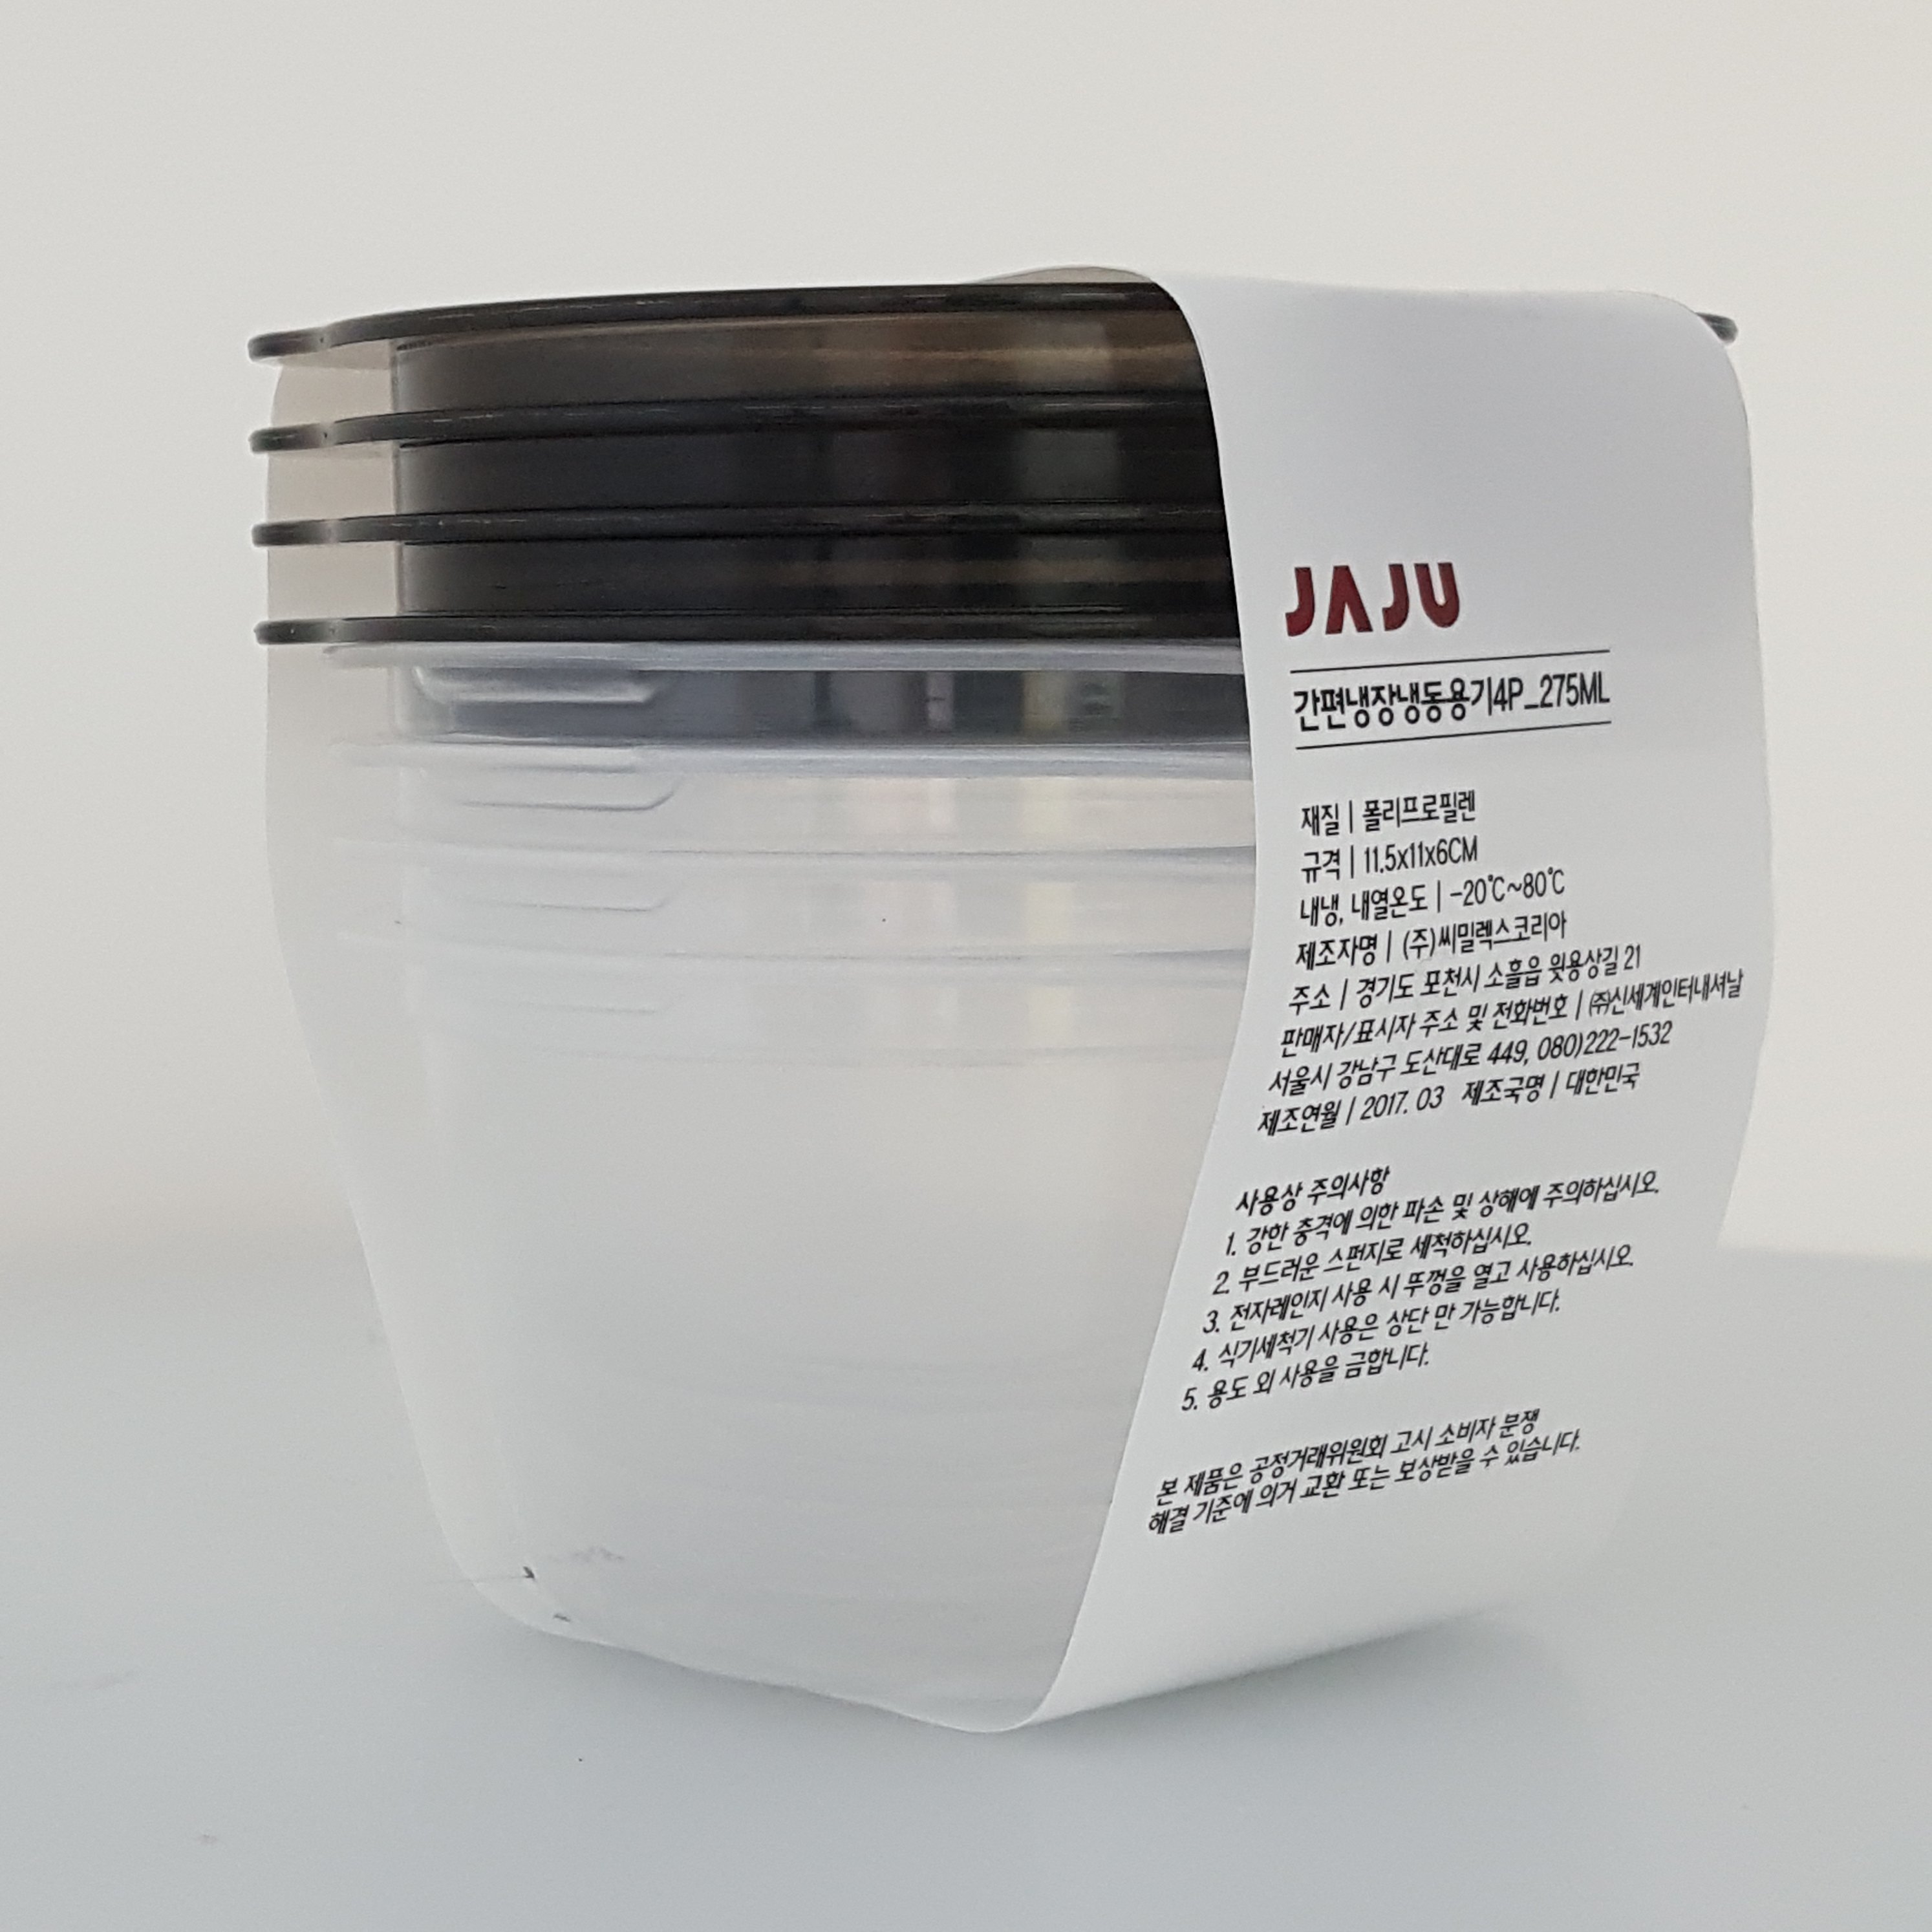 JAJU
간편냉장냉동용기4P_275ML
재질 | 폴리프로필렌
규격 | 11.5x11x6CM
내냉, 내열온도 | -20℃~80℃
제조자명 | (주)씨밀렉스코리아
주소 | 경기도 포천시 소흘읍 윗용상길 21
판매자/표시자 주소 및 전화번호 | ㈜신세계인터내셔날
서울시 강남구 도산대로 449, 080)222-1532
제조연월 | 2017. 03 제조국명 | 대한민국
사용상 주의사항
1. 강한 충격에 의한 파손 및 상해에 주의하십시오.
2. 부드러운 스펀지로 세척하십시오.
3. 전자레인지 사용 시 뚜껑을 열고 사용하십시오.
4. 식기세척기 사용은 상단 만 가능합니다.
5. 용도 외 사용을 금합니다.
본 제품은 공정거래위원회 고시 소비자 분쟁
해결 기준에 의거 교환 또는 보상받을 수 있습니다.